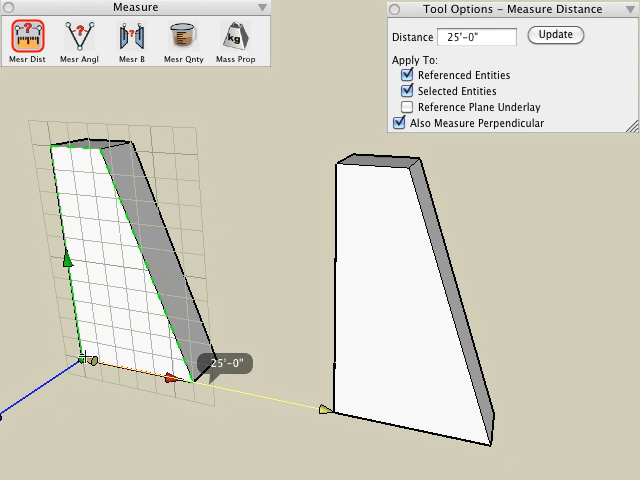 Measur
?
?
??
kg
Mesr Dist
Mesr Angl
Mesr B
Mesr Qnty
Mass Prop
Tool Options – Measure Distance
Distance 25'-0" Update
Apply To:
Referenced Entities
Selected Entities
Reference Plane Underlay
Also Measure Perpendicular
25'-0"